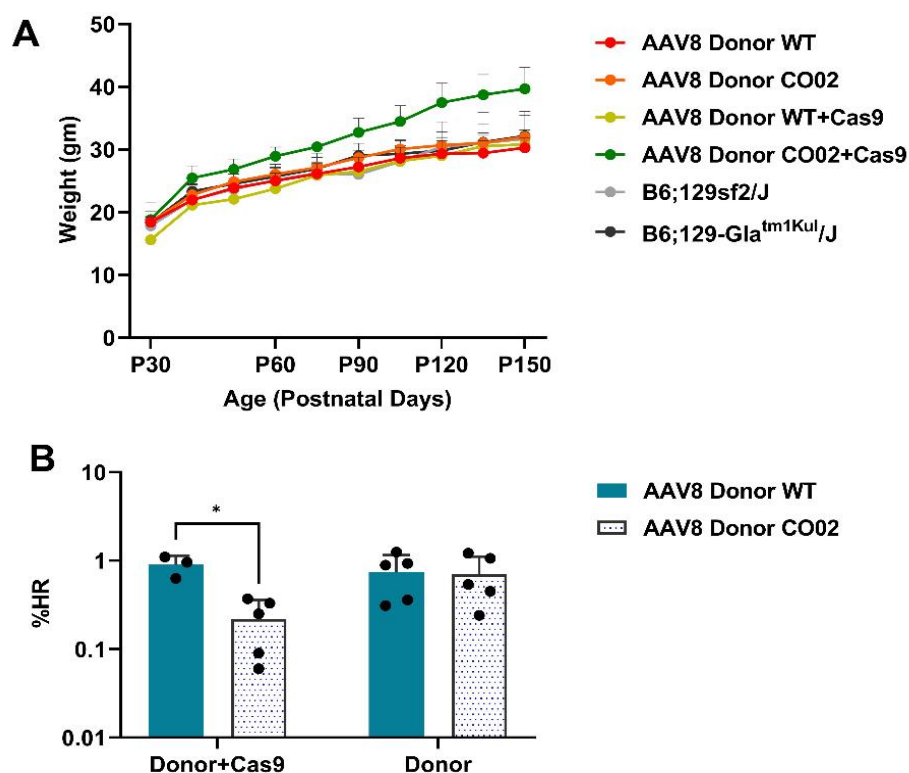 A
50
40
30
20
10
0
Weight (gm)
P30
P60
P90
P120
P150
Age (Postnatal Days)
AAV8 Donor WT
AAV8 Donor CO02
AAV8 Donor WT+Cas9
AAV8 Donor CO02+Cas9
B6;129sf2/J
B6;129-Gla^tm1Kul/J
B
10
1
0.1
0.01
%HR
*
Donor+Cas9
Donor
AAV8 Donor WT
AAV8 Donor CO02